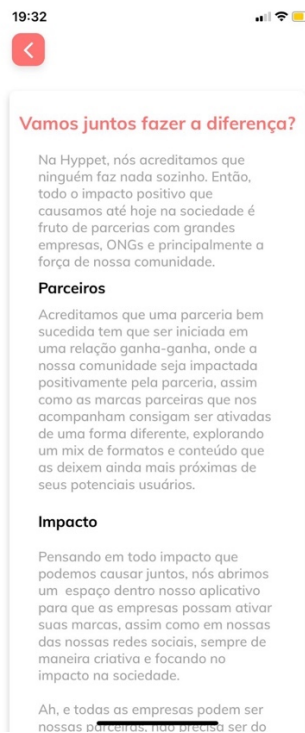 19:32
Vamos juntos fazer a diferença?
Na Hyppet, nós acreditamos que
ninguém faz nada sozinho. Então,
todo o impacto positivo que
causamos até hoje na sociedade é
fruto de parcerias com grandes
empresas, ONGs e principalmente a
força de nossa comunidade.
Parceiros
Acreditamos que uma parceria bem
sucedida tem que ser iniciada em
uma relação ganha-ganha, onde a
nossa comunidade seja impactada
positivamente pela parceria, assim
como as marcas parceiras que nos
acompanham consigam ser ativadas
de uma forma diferente, explorando
um mix de formatos e conteúdo que
as deixem ainda mais próximas de
seus potenciais usuários.
Impacto
Pensando em todo impacto que
podemos causar juntos, nós abrimos
um espaço dentro nosso aplicativo
para que as empresas possam ativar
suas marcas, assim como em nossas
das nossas redes sociais, sempre de
maneira criativa e focando no
impacto na sociedade.
Ah, e todas as empresas podem ser
nossas parceiras, não precisa ser do